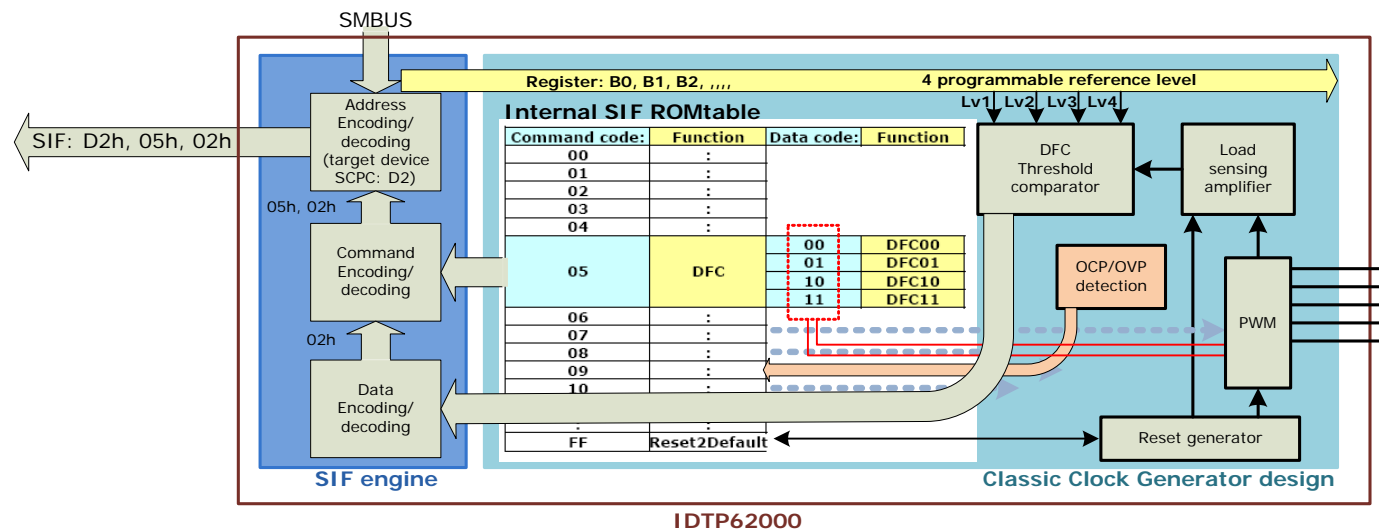 SMBUS
Register: B0, B1, B2, ,,,,
4 programmable reference level
Address
Encoding/
decoding
(target device
SCPC: D2)
SIF: D2h, 05h, 02h
05h, 02h
Command
Encoding/
decoding
02h
Data
Encoding/
decoding
SIF engine
Internal SIF ROMtable
Command code: Function Data code: Function
00 :
01 :
02 :
03 :
04 :
05 DFC
00 DFC00
01 DFC01
10 DFC10
11 DFC11
06 :
07 :
08 :
09 :
10 :
: :
FF Reset2Default
Lv1 Lv2 Lv3 Lv4
DFC
Threshold
comparator
Load
sensing
amplifier
OCP/OVP
detection
PWM
Reset generator
Classic Clock Generator design
IDTP62000